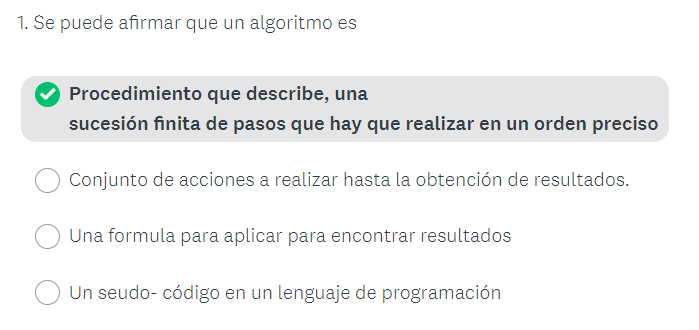 1. Se puede afirmar que un algoritmo es
Procedimiento que describe, una
sucesión finita de pasos que hay que realizar en un orden preciso
Conjunto de acciones a realizar hasta la obtención de resultados.
Una formula para aplicar para encontrar resultados
Un seudo- código en un lenguaje de programación